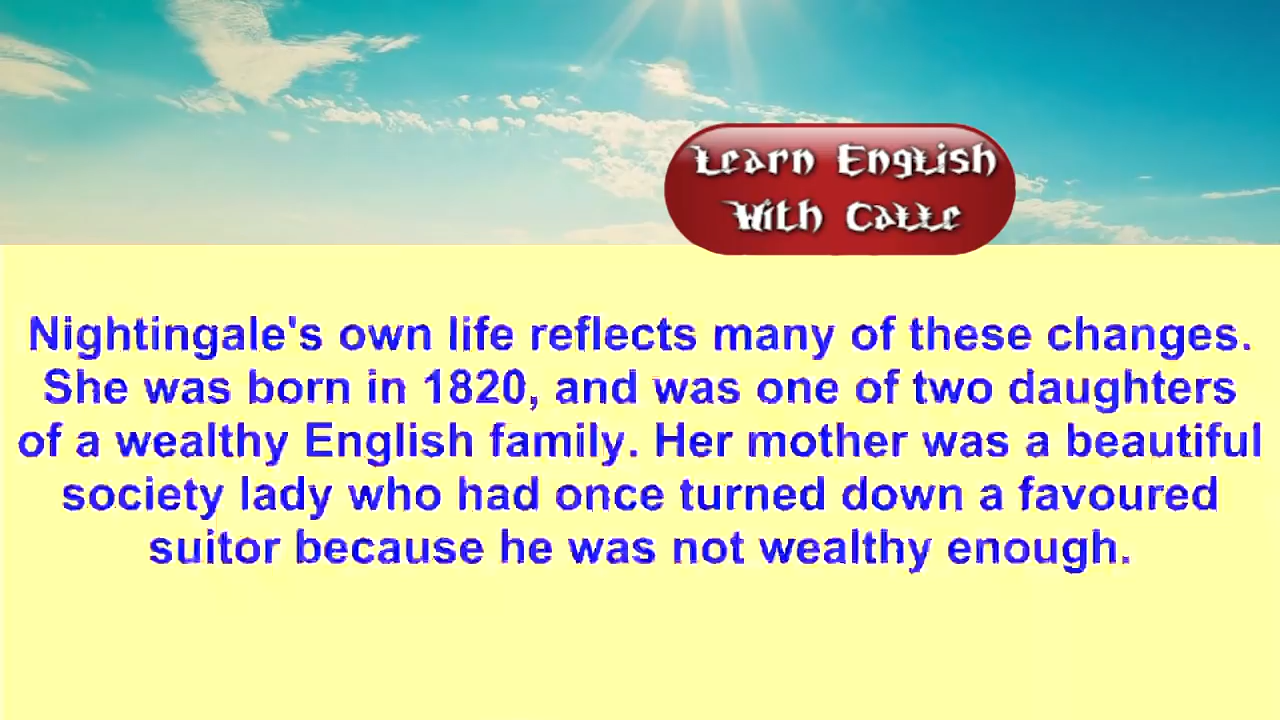 Learn English
With Calle
Nightingale's own life reflects many of these changes.
She was born in 1820, and was one of two daughters
of a wealthy English family. Her mother was a beautiful
society lady who had once turned down a favoured
suitor because he was not wealthy enough.